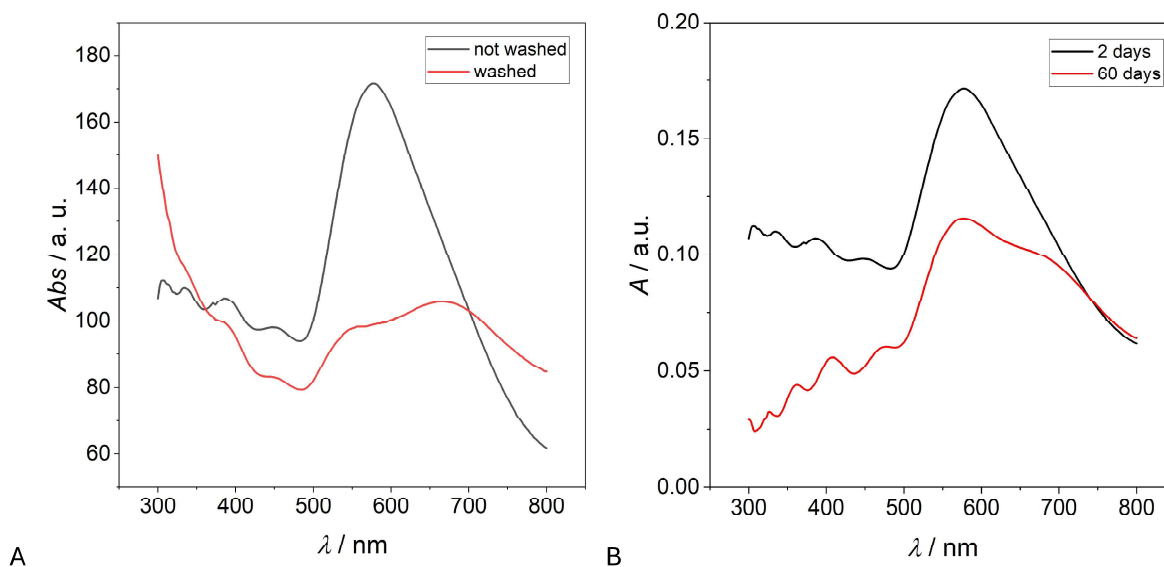 not washed
washed
Abs / a. u.
180
160
140
120
100
80
60
300 400 500 600 700 800
λ / nm
A
2 days
60 days
A / a.u.
0.20
0.15
0.10
0.05
0.00
300 400 500 600 700 800
λ / nm
B